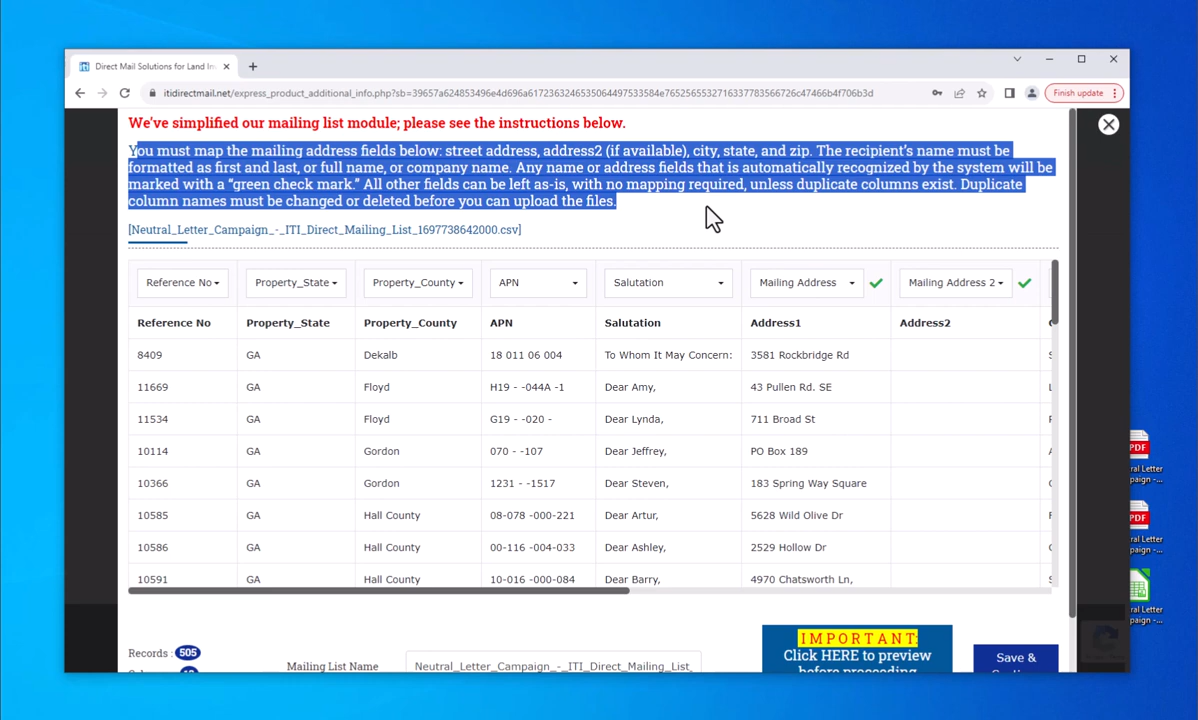 Direct Mail Solutions for Land In
itidirectmail.net/express_product_additional_info.php?sb=39657a624853496e4d696a6172363246535064497533584e7652565532716337783566726c47466b4f706b3d
Finish update
We've simplified our mailing list module; please see the instructions below.
You must map the mailing address fields below: street address, address2 (if available), city, state, and zip. The recipient's name must be
formatted as first and last, or full name, or company name. Any name or address fields that is automatically recognized by the system will be
marked with a "green check mark." All other fields can be left as-is, with no mapping required, unless duplicate columns exist. Duplicate
column names must be changed or deleted before you can upload the files.
[Neutral_Letter_Campaign_-_ITI_Direct_Mailing_List_1697738642000.csv]
Reference No Property_State Property_County APN Salutation Mailing Address Mailing Address 2
Reference No Property_State Property_County APN Salutation Address1 Address2
8409 GA Dekalb 18 011 06 004 To Whom It May Concern: 3581 Rockbridge Rd
11669 GA Floyd H19 - -044A -1 Dear Amy, 43 Pullen Rd. SE
11534 GA Floyd G19 - -020 - Dear Lynda, 711 Broad St
10114 GA Gordon 070 - -107 Dear Jeffrey, PO Box 189
10366 GA Gordon 1231 - -1517 Dear Steven, 183 Spring Way Square
10585 GA Hall County 08-078 -000-221 Dear Artur, 5628 Wild Olive Dr
10586 GA Hall County 00-116 -004-033 Dear Ashley, 2529 Hollow Dr
10591 GA Hall County 10-016 -000-084 Dear Barry, 4970 Chatsworth Ln,
Records : 505
Mailing List Name Neutral_Letter_Campaign_-_ITI_Direct_Mailing_List_
IMPORTANT:
Click HERE to preview
before proceeding
Save &
PDF
ral Letter
paign -...
PDF
ral Letter
paign -...
ral Letter
paign -...